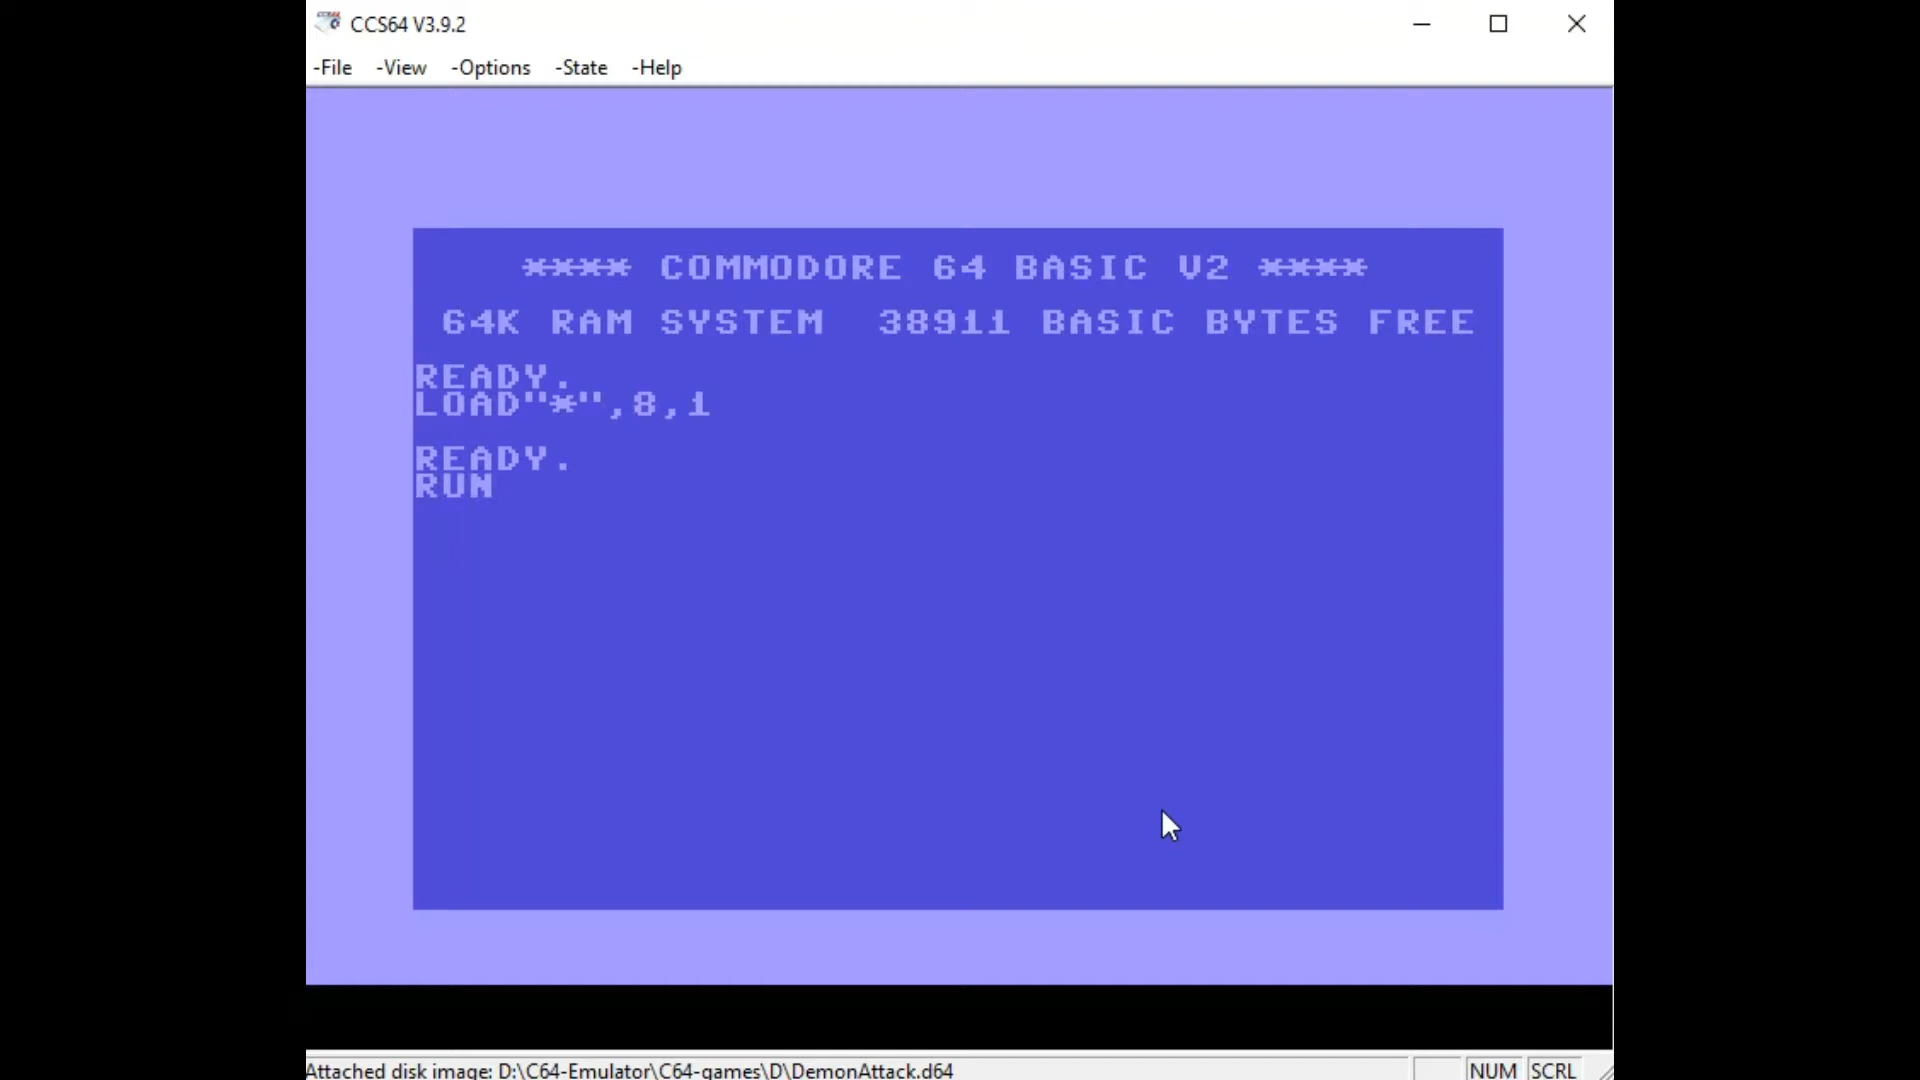 CCS64 V3.9.2
-File -View -Options -State -Help
**** COMMODORE 64 BASIC V2 ****
64K RAM SYSTEM 38911 BASIC BYTES FREE
READY.
LOAD"*",8,1
READY.
RUN
Attached disk image: D:\C64-Emulator\C64-games\D\DemonAttack.d64 NUM SCRL